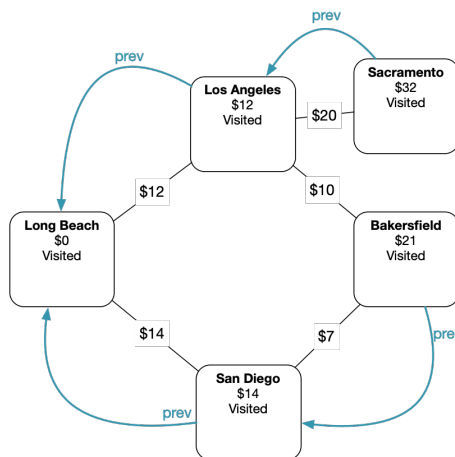 prev
prev
Sacramento
$32
Visited
Los Angeles
$12
Visited
$20
$12
$10
Long Beach
$0
Visited
Bakersfield
$21
Visited
$14
$7
pre
San Diego
$14
Visited
prev